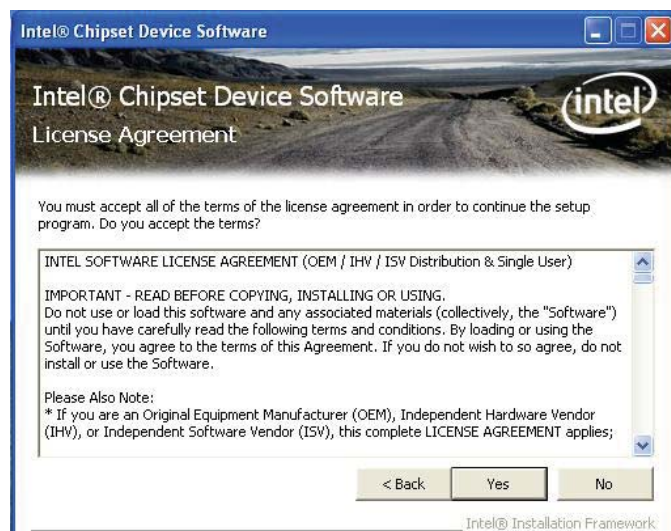 Intel® Chipset Device Software
Intel® Chipset Device Software
(intel)
License Agreement
You must accept all of the terms of the license agreement in order to continue the setup
program. Do you accept the terms?
INTEL SOFTWARE LICENSE AGREEMENT (OEM / IHV / ISV Distribution & Single User)
IMPORTANT - READ BEFORE COPYING, INSTALLING OR USING.
Do not use or load this software and any associated materials (collectively, the "Software")
until you have carefully read the following terms and conditions. By loading or using the
Software, you agree to the terms of this Agreement. If you do not wish to so agree, do not
install or use the Software.
Please Also Note:
* If you are an Original Equipment Manufacturer (OEM), Independent Hardware Vendor
(IHV), or Independent Software Vendor (ISV), this complete LICENSE AGREEMENT applies;
< Back Yes No
Intel® Installation Framework